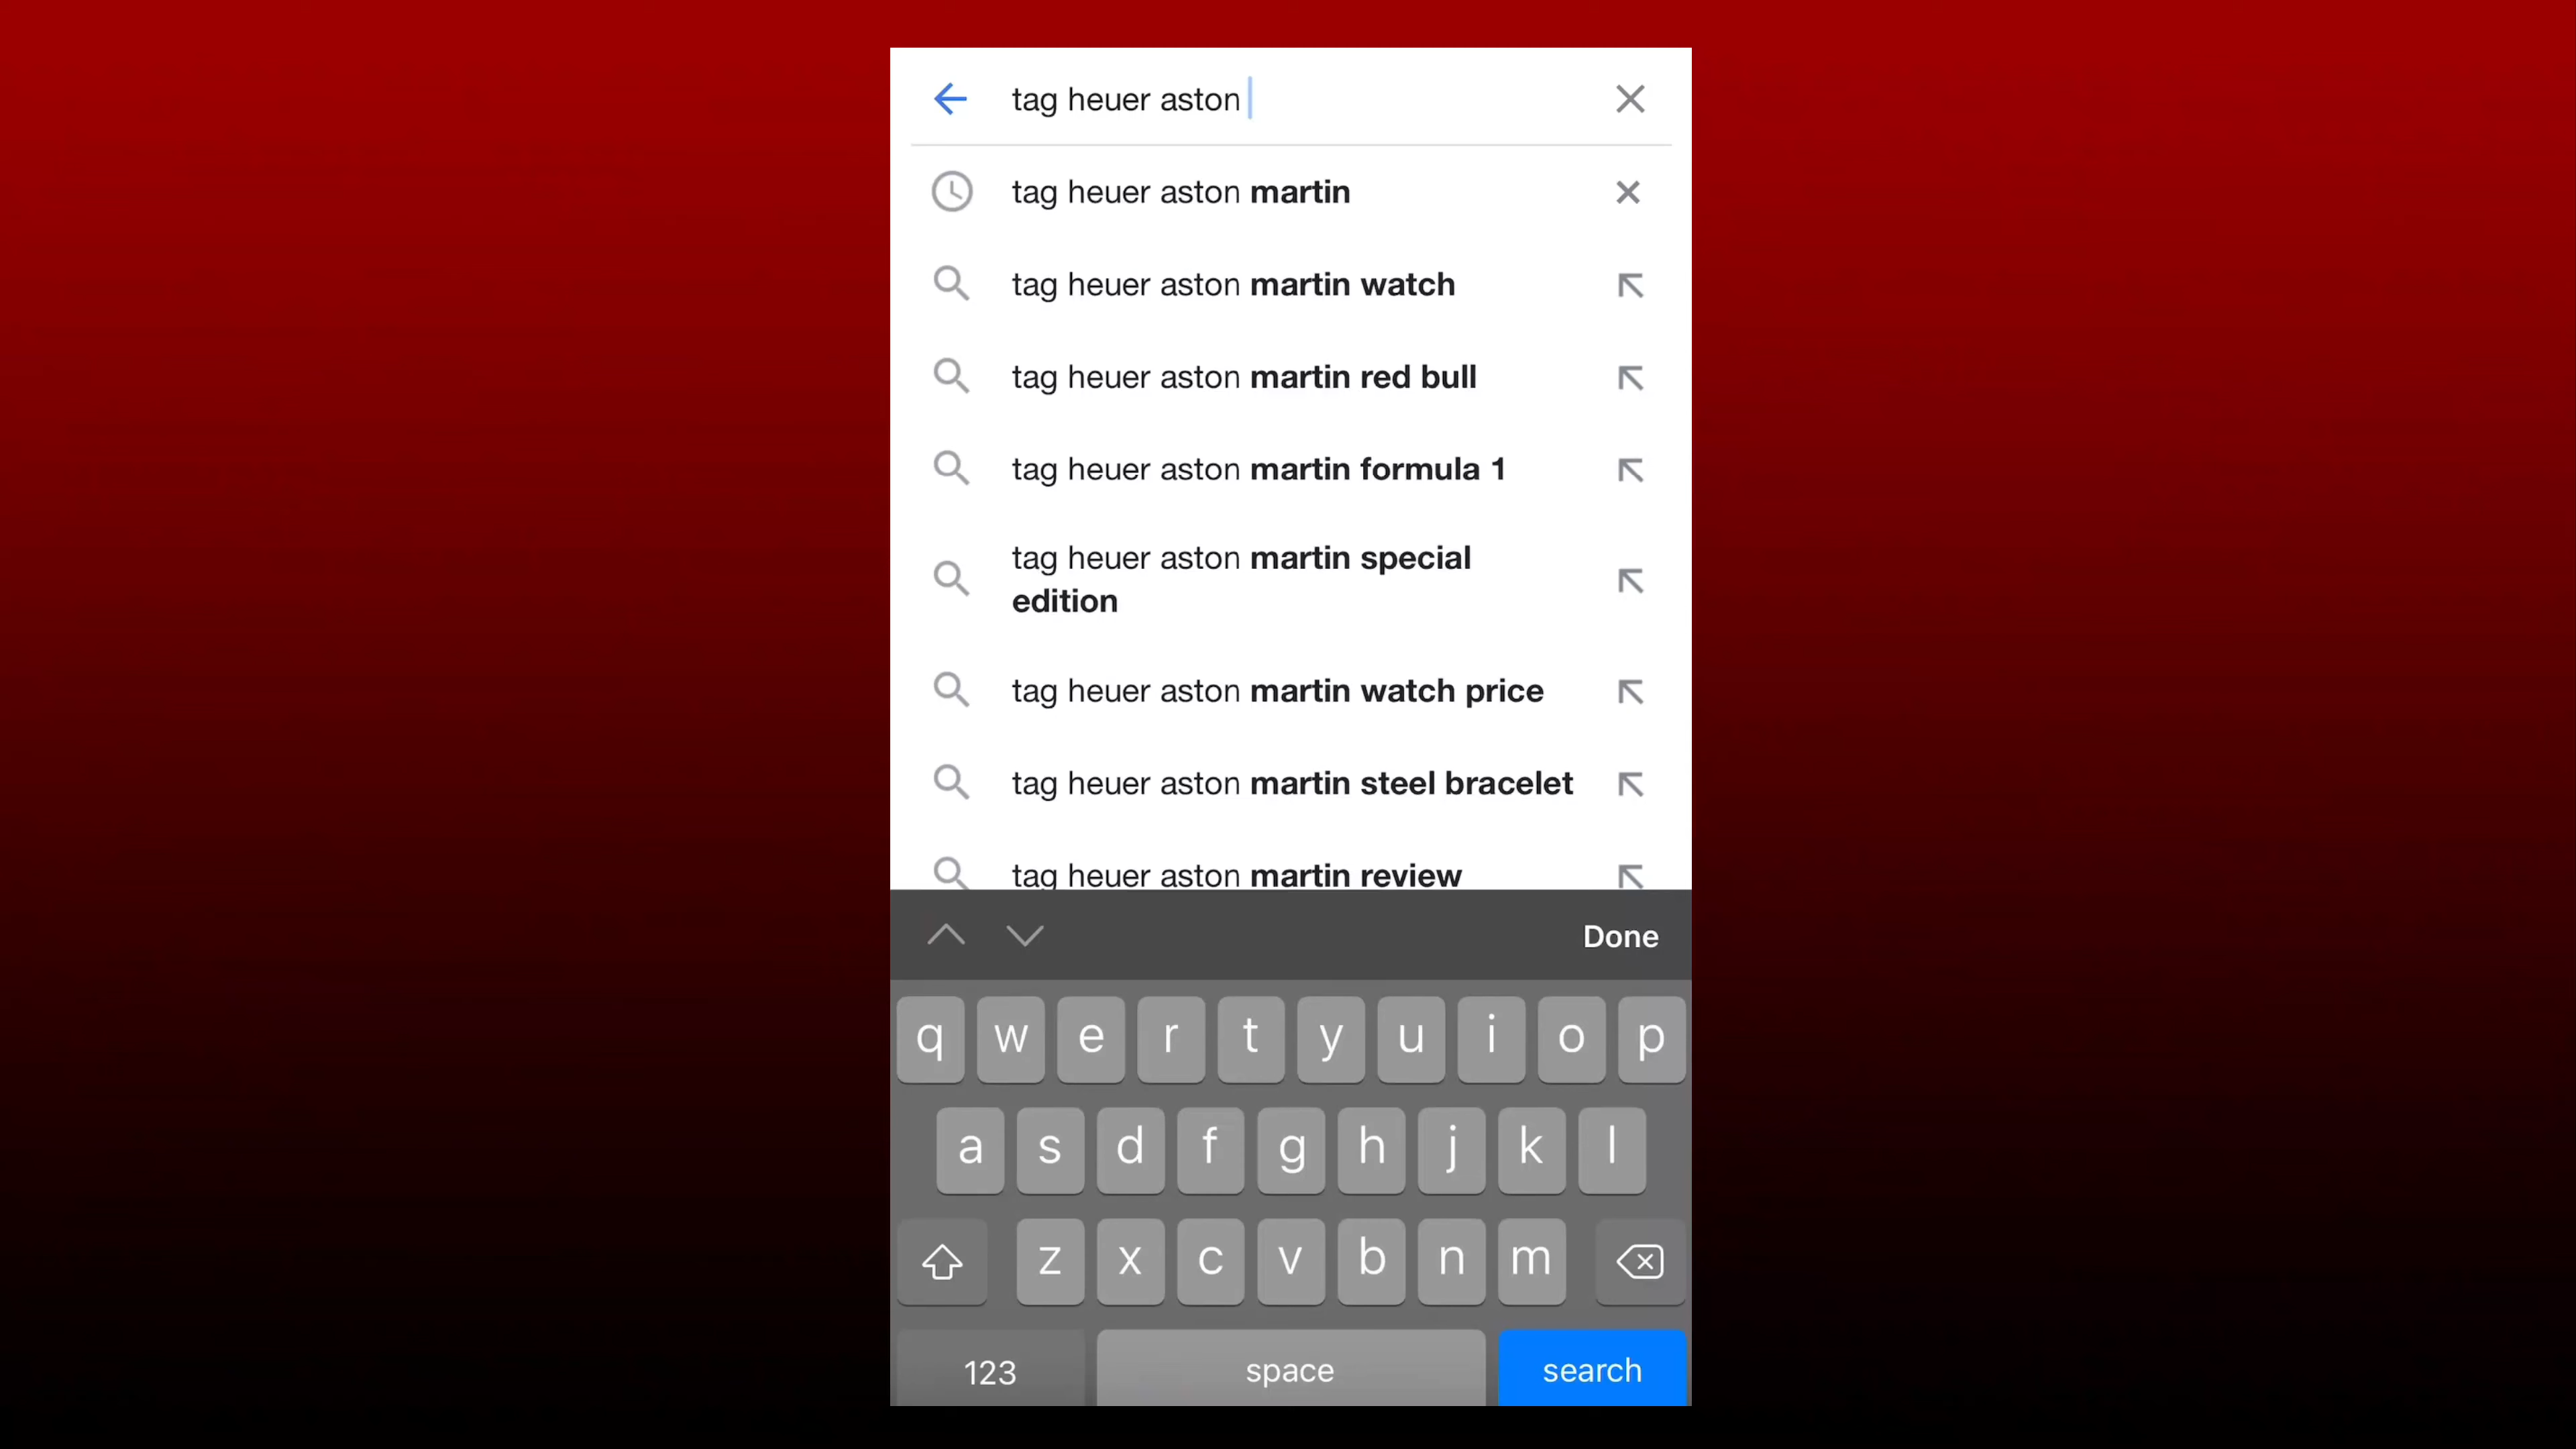 tag heuer aston
tag heuer aston martin
tag heuer aston martin watch
tag heuer aston martin red bull
tag heuer aston martin formula 1
tag heuer aston martin special
edition
tag heuer aston martin watch price
tag heuer aston martin steel bracelet
tag heuer aston martin review
Done
q w e r t y u i o p
a s d f g h j k l
z x c v b n m
123 space search